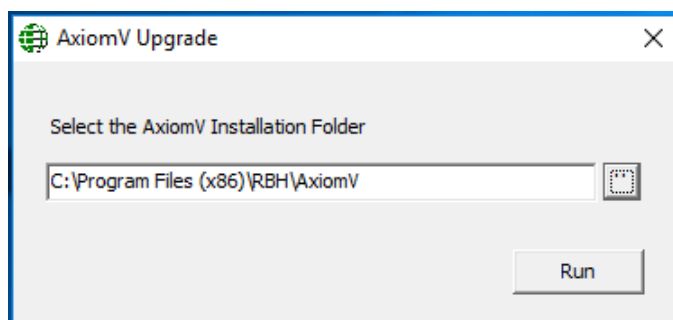 AxiomV Upgrade
Select the AxiomV Installation Folder
C:\Program Files (x86)\RBH\AxiomV
Run